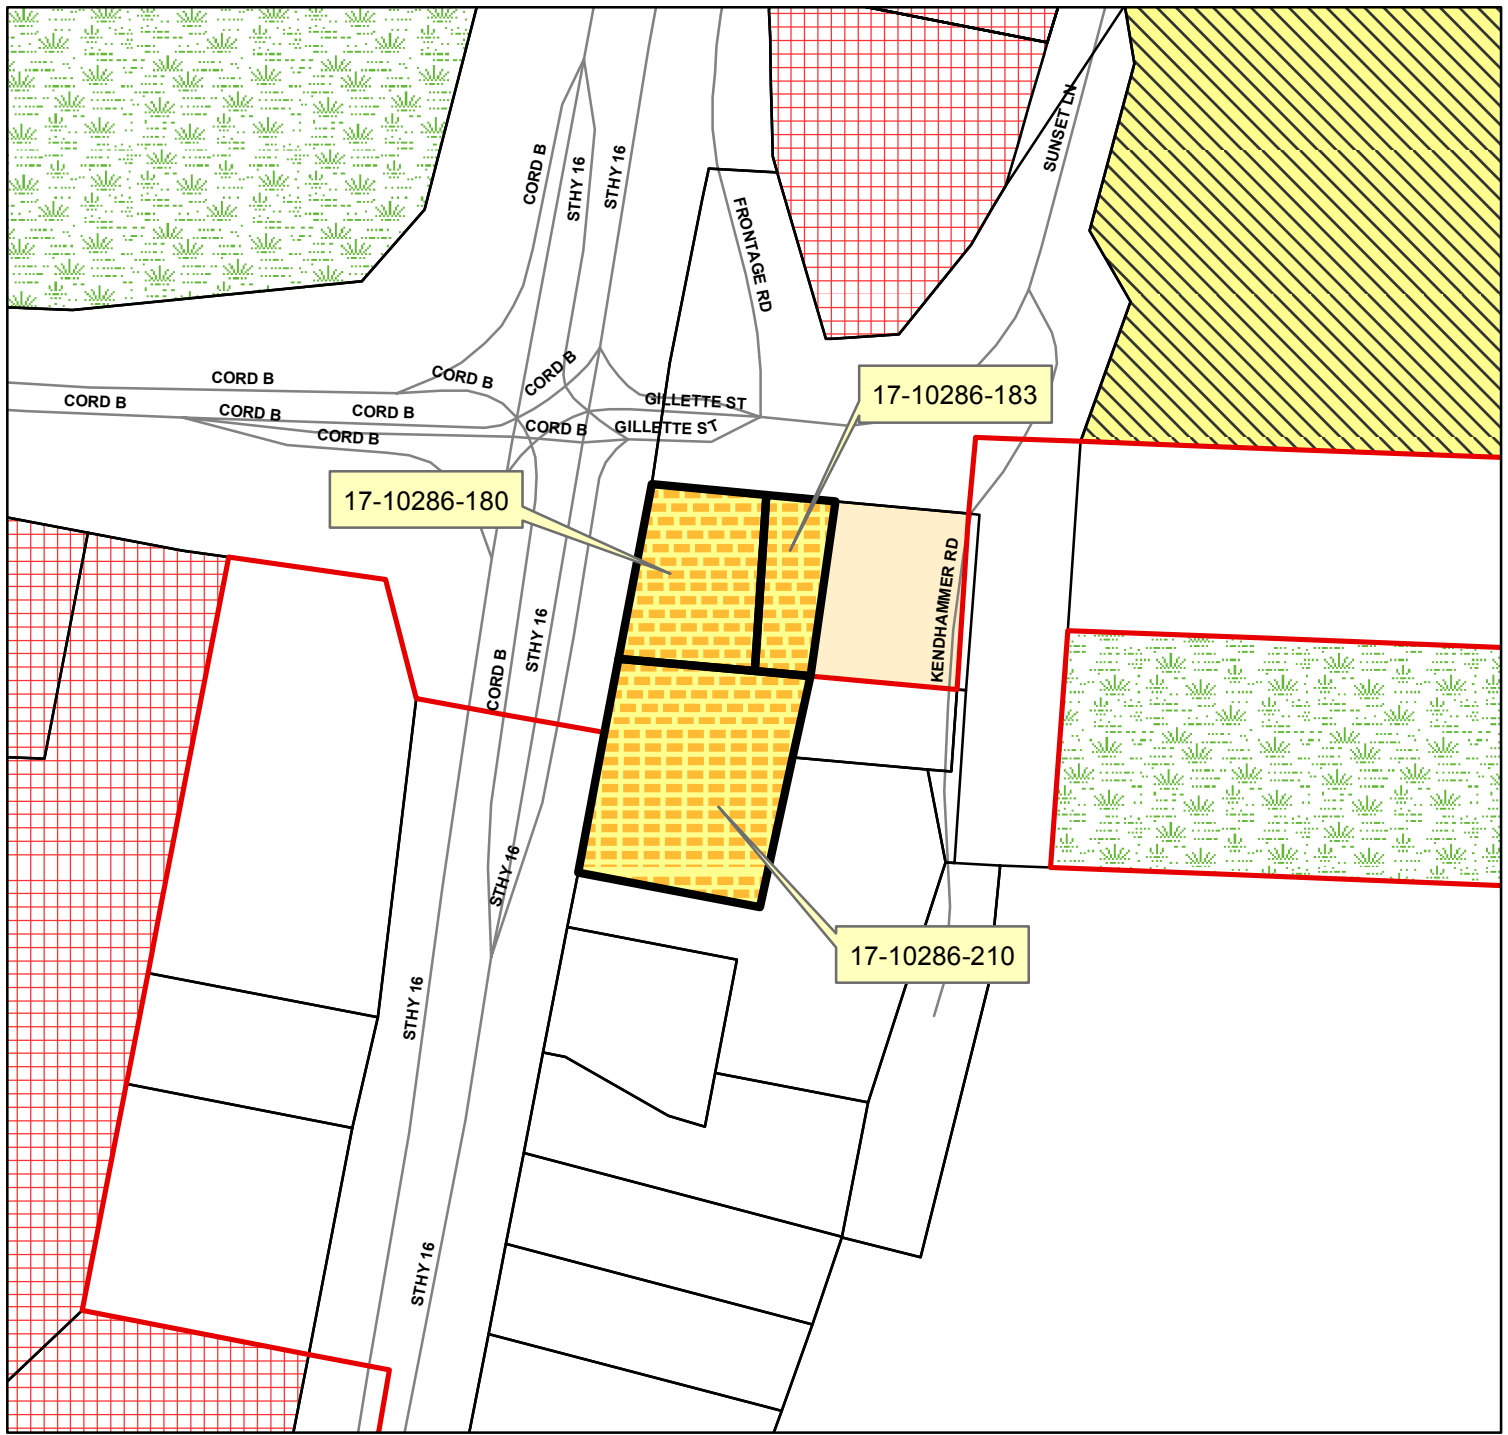 SUNSET LN
CORD B
STHY 16
STHY 16
FRONTAGE RD
CORD B
CORD B
CORD B
17-10286-183
CORD B
CORD B
CORD B
GILLETTE ST
CORD B
CORD B
GILLETTE ST
17-10286-180
KENDHAMMER RD
STHY 16
CORD B
STHY 16
17-10286-210
STHY 16
STHY 16